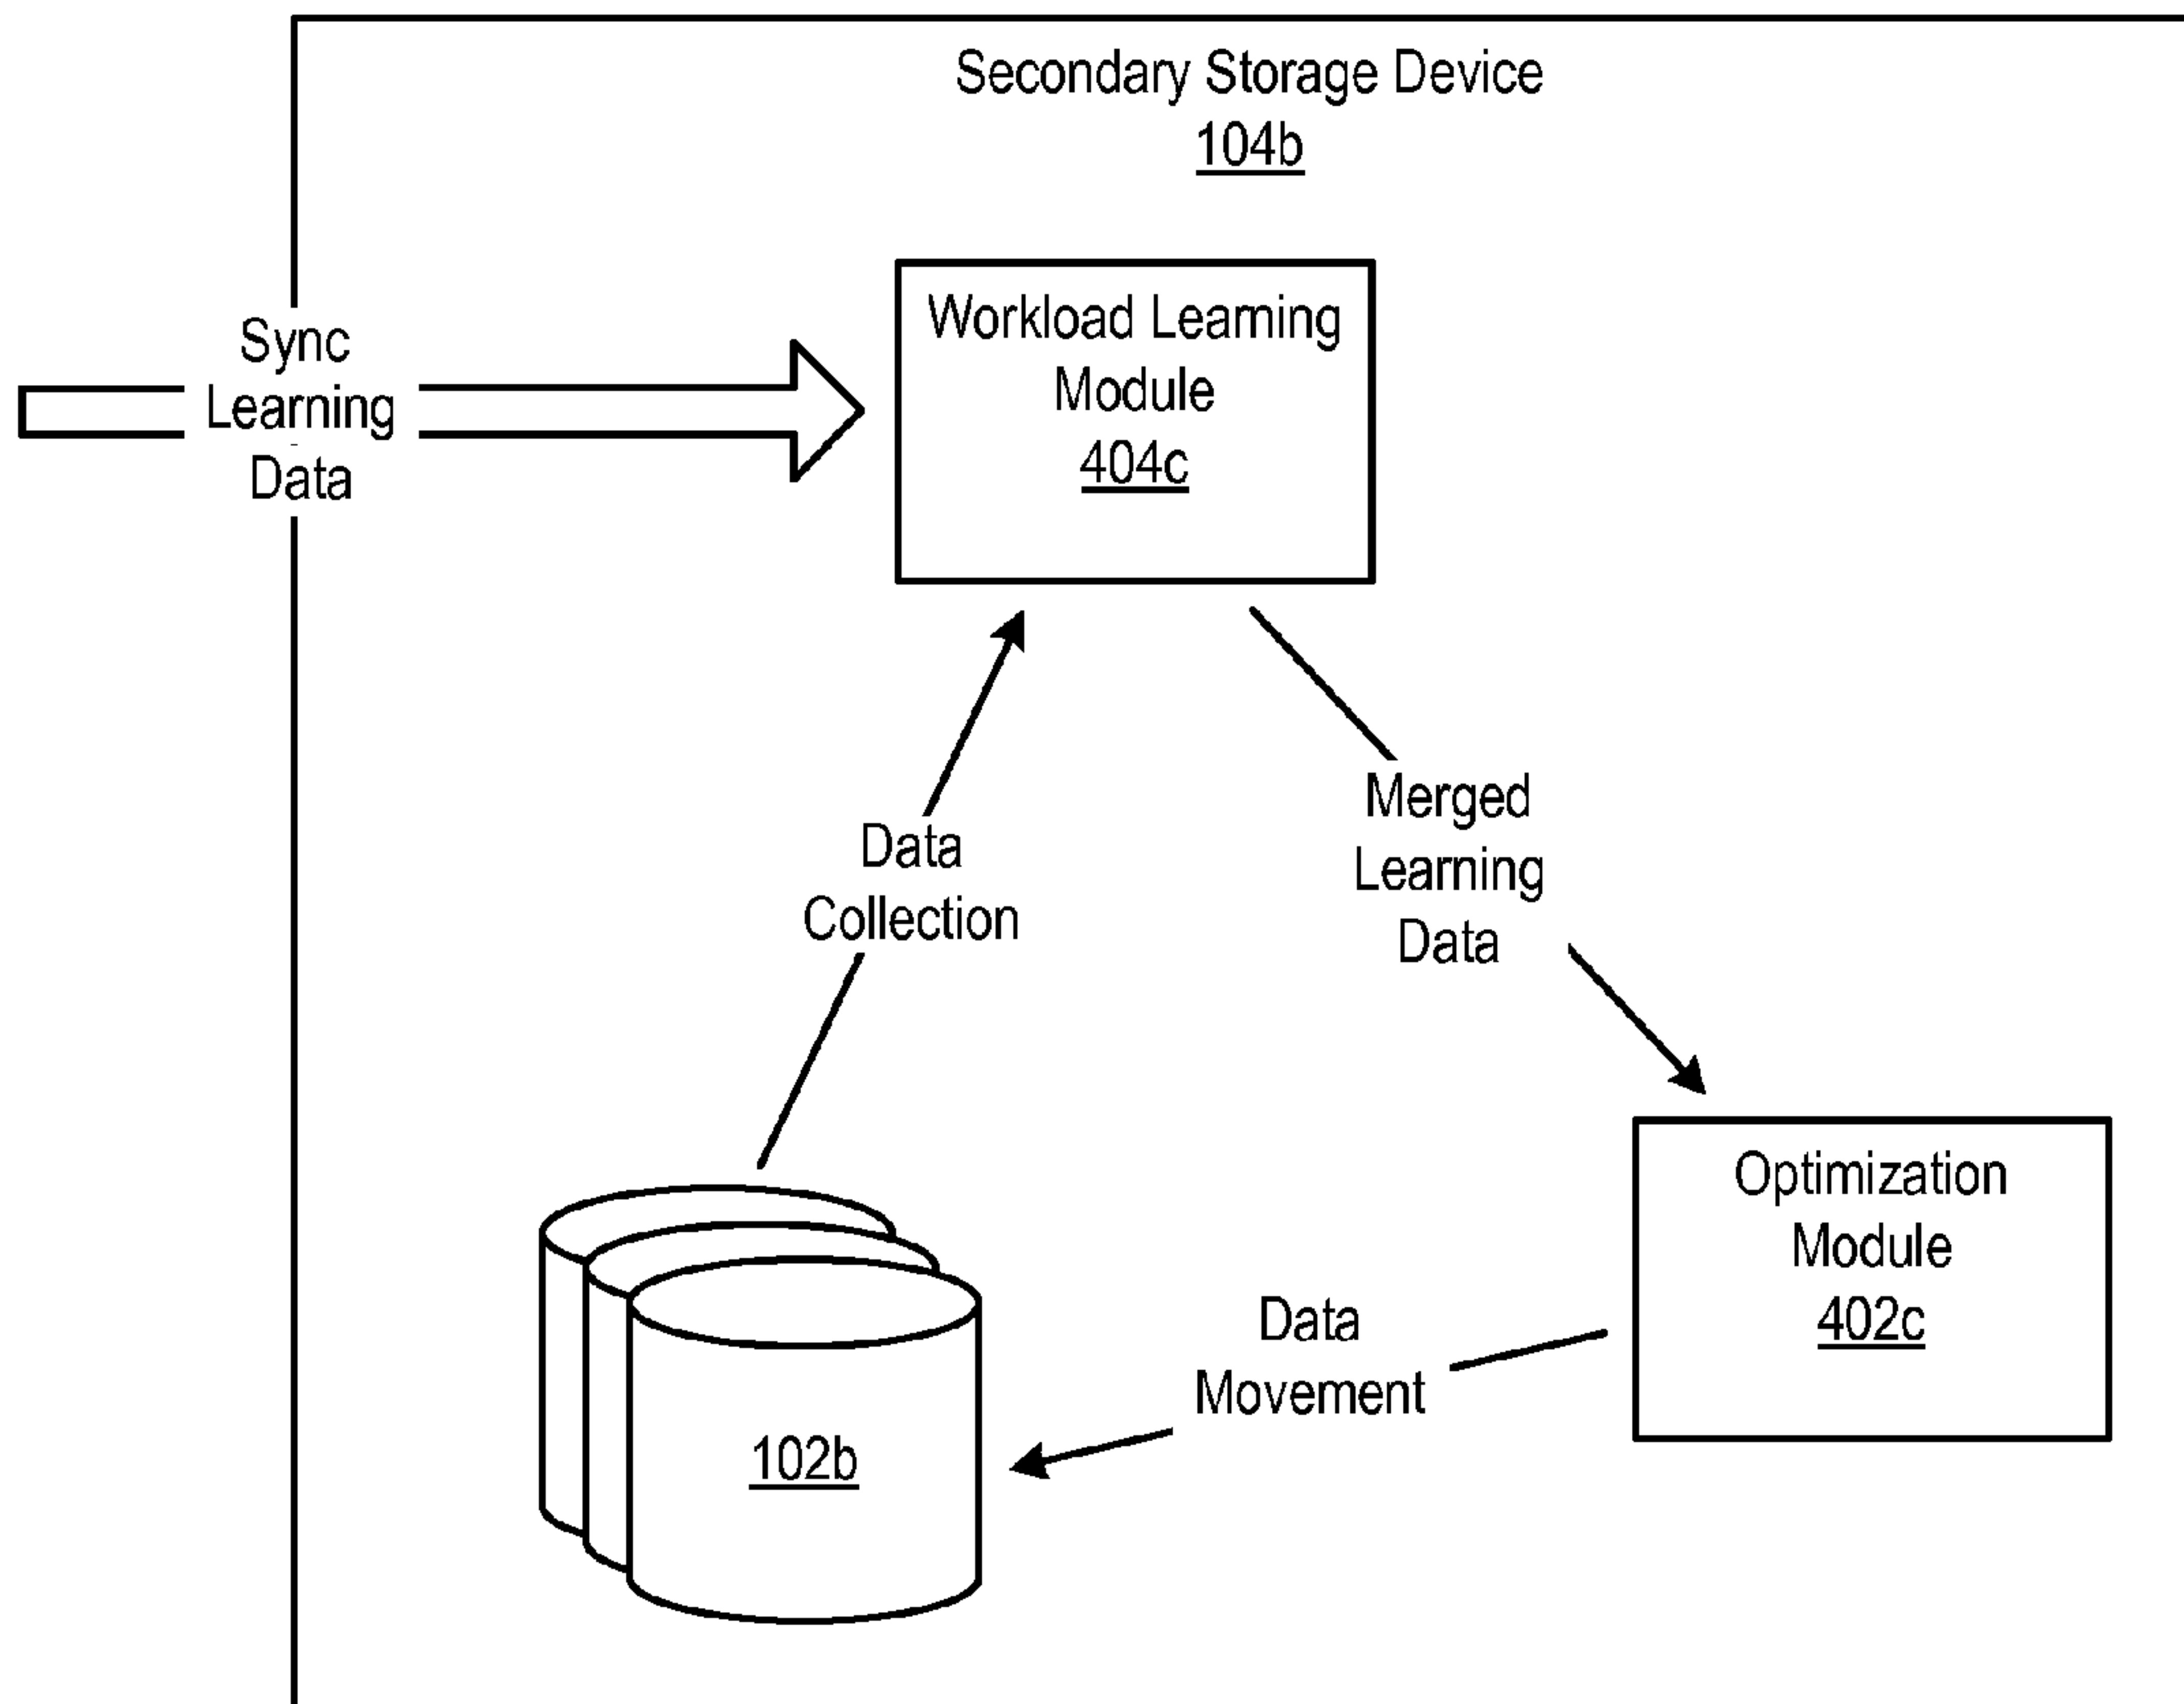 Secondary Storage Device
104b
Sync
Learning
Data
Workload Learning
Module
404c
Data
Collection
Merged
Learning
Data
Optimization
Module
402c
Data
Movement
102b